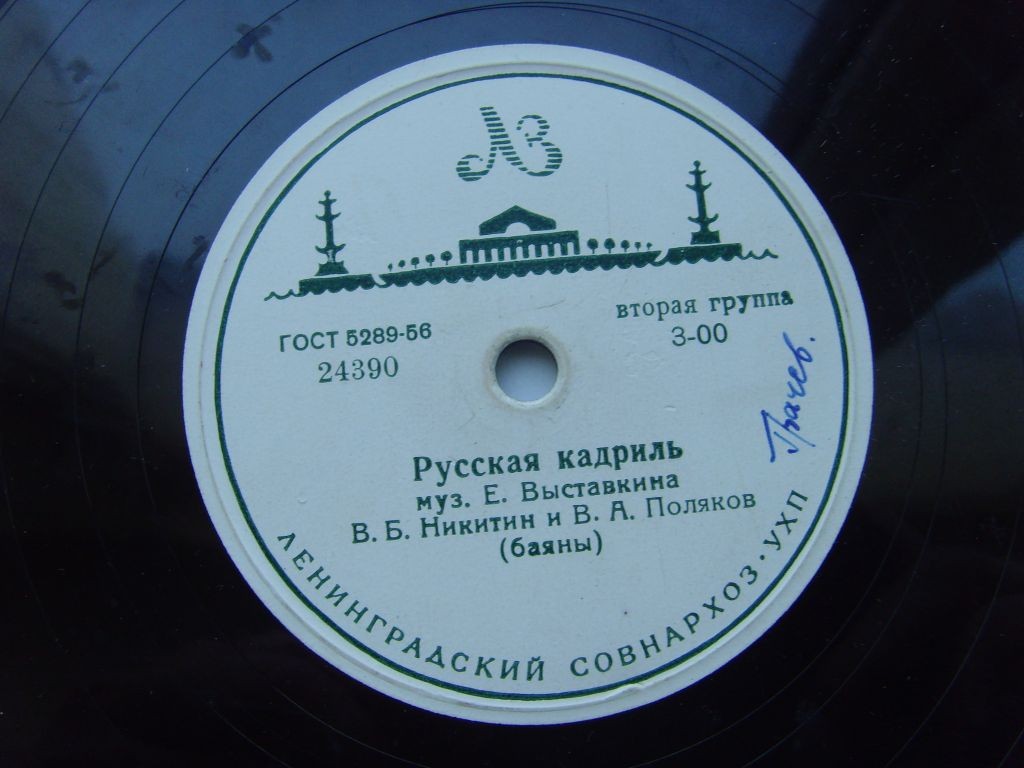 ЛЗ
ГОСТ 5289-56
24390
вторая группа
3-00
Грачев.
Русская кадриль
муз. Е. Выставкина
В. Б. Никитин и В. А. Поляков
(баяны)
ЛЕНИНГРАДСКИЙ СОВНАРХОЗ · УХП